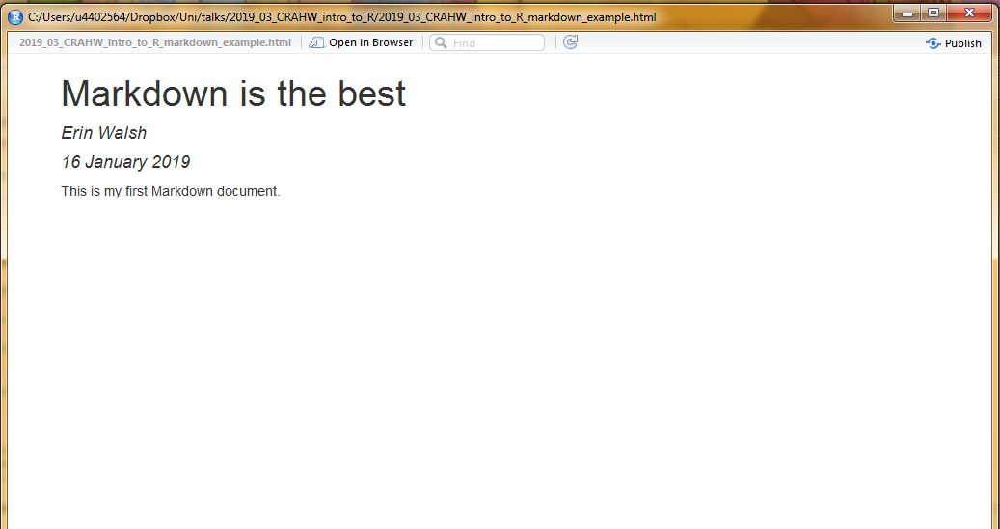 C:/Users/u4402564/Dropbox/Uni/talks/2019_03_CRAHW_intro_to_R/2019_03_CRAHW_intro_to_R_markdown_example.html
2019_03_CRAHW_intro_to_R_markdown_example.html Open in Browser Find Publish
Markdown is the best
Erin Walsh
16 January 2019
This is my first Markdown document.